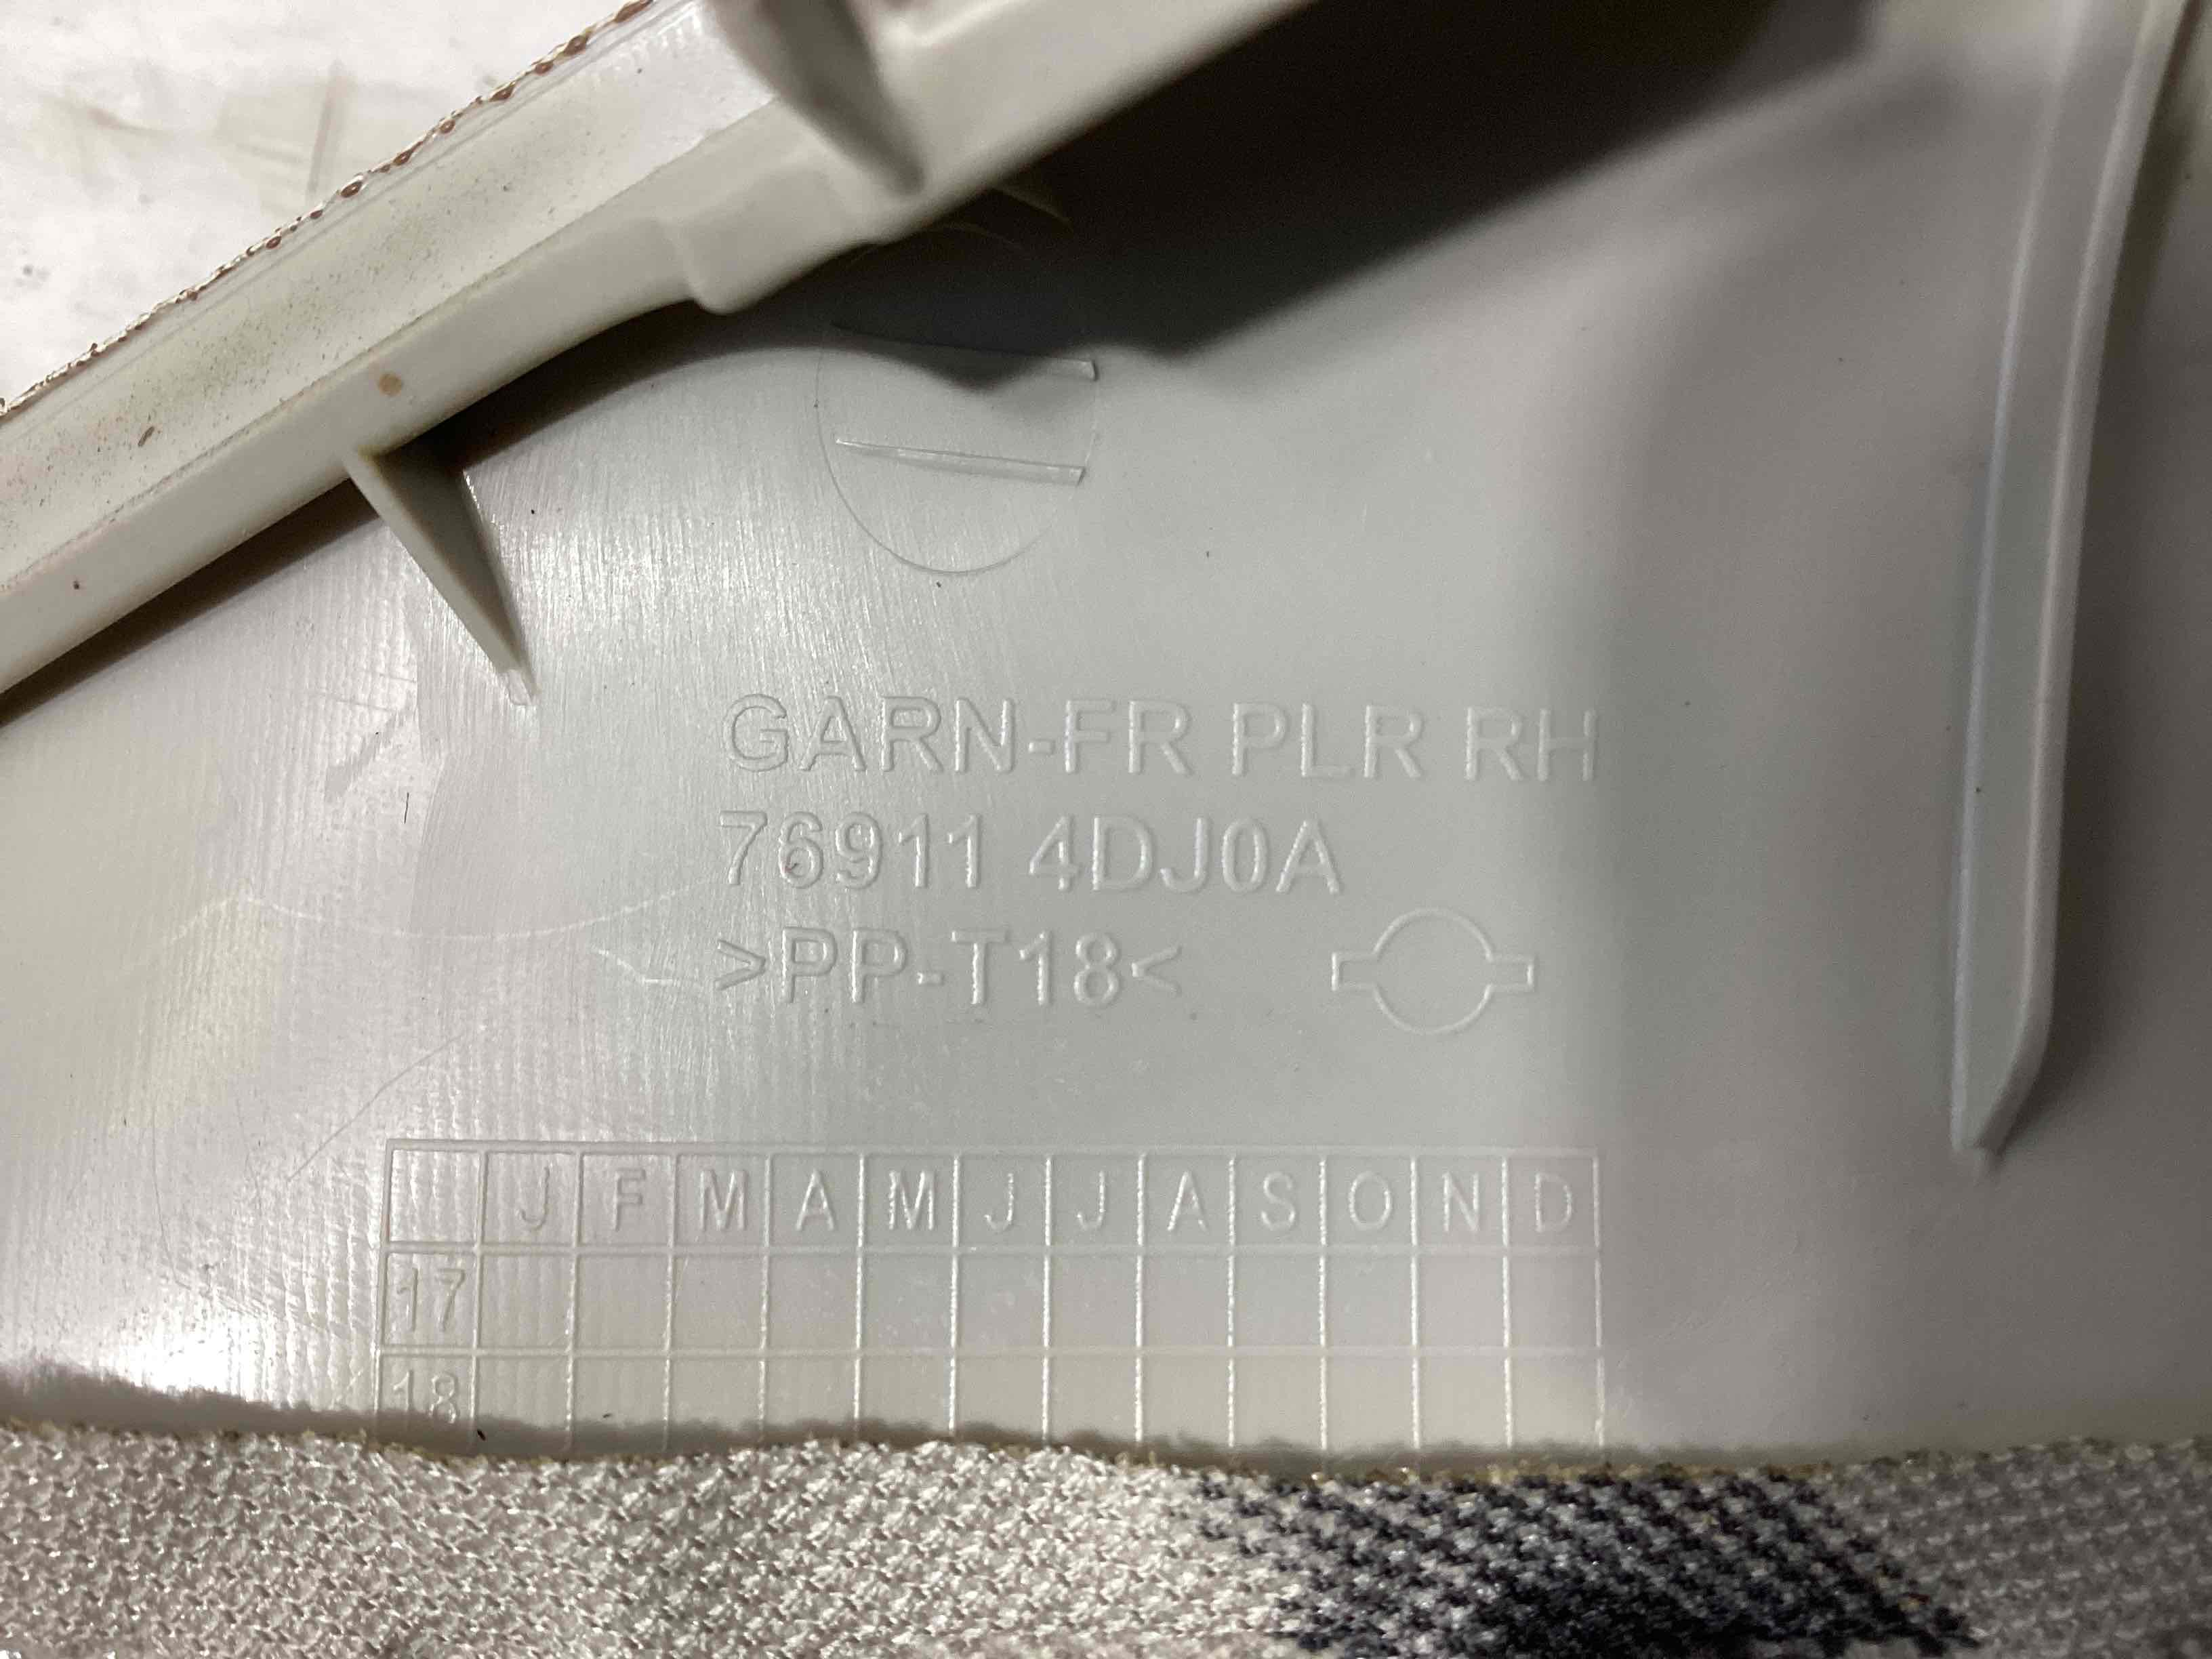 GARN-FR PLR RH
76911 4DJ0A
>PP-T18<
J F M A M J J A S O N D
17
18